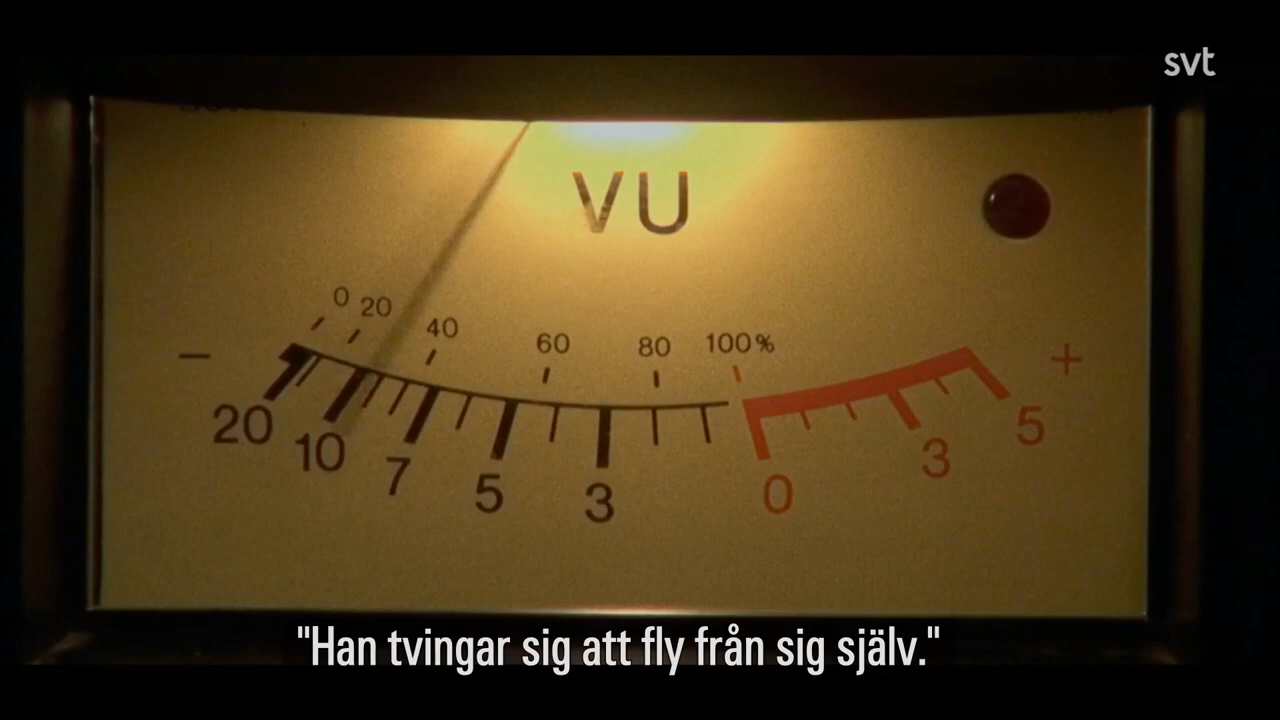 svt
VU
0 20 40 60 80 100%
− +
20 10 7 5 3 0 3 5
"Han tvingar sig att fly från sig själv."